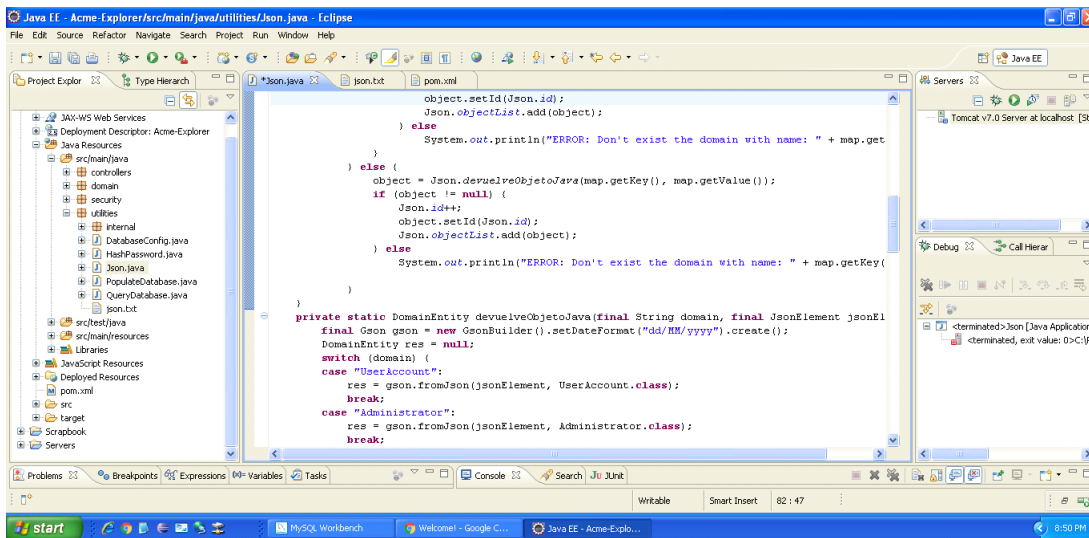 Java EE - Acme-Explorer/src/main/java/utilities/Json.java - Eclipse
File Edit Source Refactor Navigate Search Project Run Window Help
Java EE
Project Explor
Type Hierarch
*Json.java
json.txt
pom.xml
Servers
JAX-WS Web Services
Deployment Descriptor: Acme-Explorer
Java Resources
src/main/java
controllers
domain
security
utilities
internal
DatabaseConfig.java
HashPassword.java
Json.java
PopulateDatabase.java
QueryDatabase.java
json.txt
src/test/java
src/main/resources
Libraries
JavaScript Resources
Deployed Resources
pom.xml
src
target
Scrapbook
Servers
object.setId(Json.id);
Json.objectList.add(object);
} else
System.out.println("ERROR: Don't exist the domain with name: " + map.get
}
} else {
object = Json.devuelveObjetoJava(map.getKey(), map.getValue());
if (object != null) {
Json.id++;
object.setId(Json.id);
Json.objectList.add(object);
} else
System.out.println("ERROR: Don't exist the domain with name: " + map.getKey(
}
}
private static DomainEntity devuelveObjetoJava(final String domain, final JsonElement jsonEl
final Gson gson = new GsonBuilder().setDateFormat("dd/MM/yyyy").create();
DomainEntity res = null;
switch (domain) {
case "UserAccount":
res = gson.fromJson(jsonElement, UserAccount.class);
break;
case "Administrator":
res = gson.fromJson(jsonElement, Administrator.class);
break;
Tomcat v7.0 Server at localhost [St
Debug
Call Hierar
<terminated>Json [Java Application
<terminated, exit value: 0>C:\P
Problems
Breakpoints
Expressions
Variables
Tasks
Console
Search
JUnit
Writable
Smart Insert
82 : 47
start
MySQL Workbench
Welcome! - Google C...
Java EE - Acme-Explo...
8:50 PM